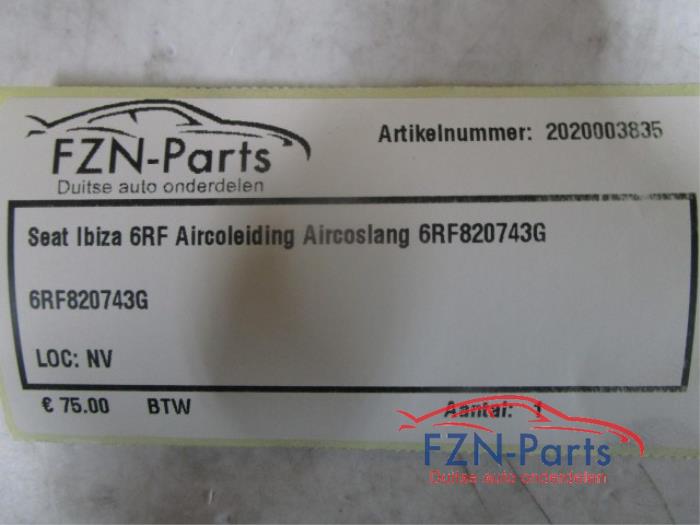 FZN-Parts
Duitse auto onderdelen
Artikelnummer: 2020003835
Seat Ibiza 6RF Aircoleiding Aircoslang 6RF820743G
6RF820743G
LOC: NV
€ 75.00 BTW Aantal: 1
FZN-Parts
Duitse auto onderdelen